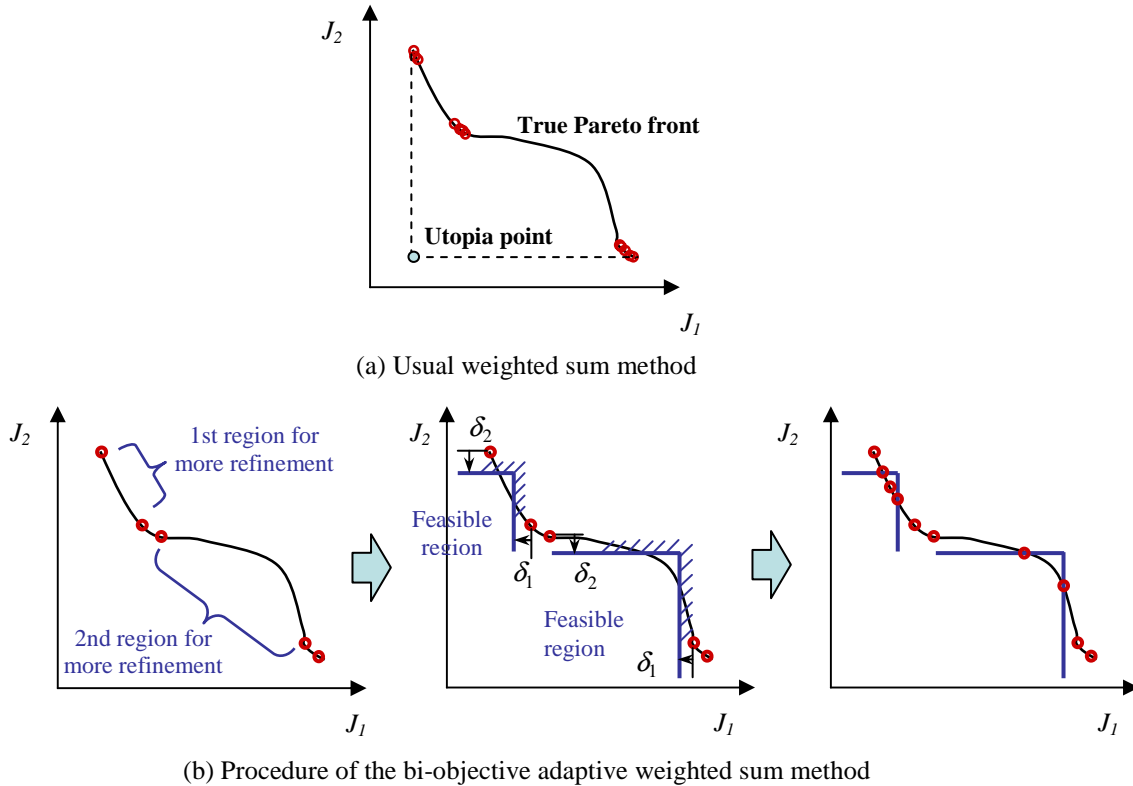 J₂
True Pareto front
Utopia point
J₁
(a) Usual weighted sum method
J₂
1st region for
more refinement
2nd region for
more refinement
J₁
J₂
δ₂
Feasible
region
δ₁
δ₂
Feasible
region
δ₁
J₁
J₂
J₁
(b) Procedure of the bi-objective adaptive weighted sum method